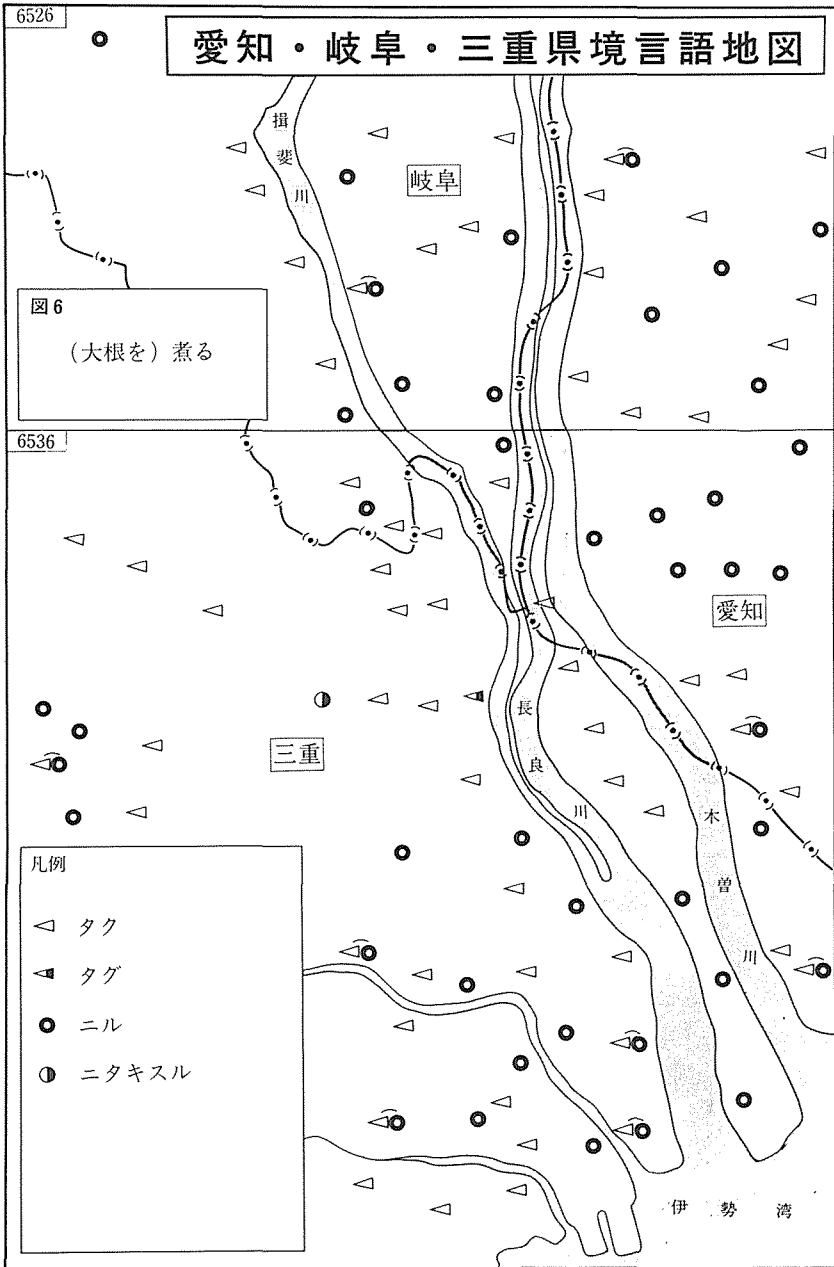 6526
愛知・岐阜・三重県境言語地図
揖斐川
岐阜
図6
(大根を) 煮る
6536
愛知
三重
長良川
木曽川
凡例
タク
タグ
ニル
ニタキスル
伊勢湾